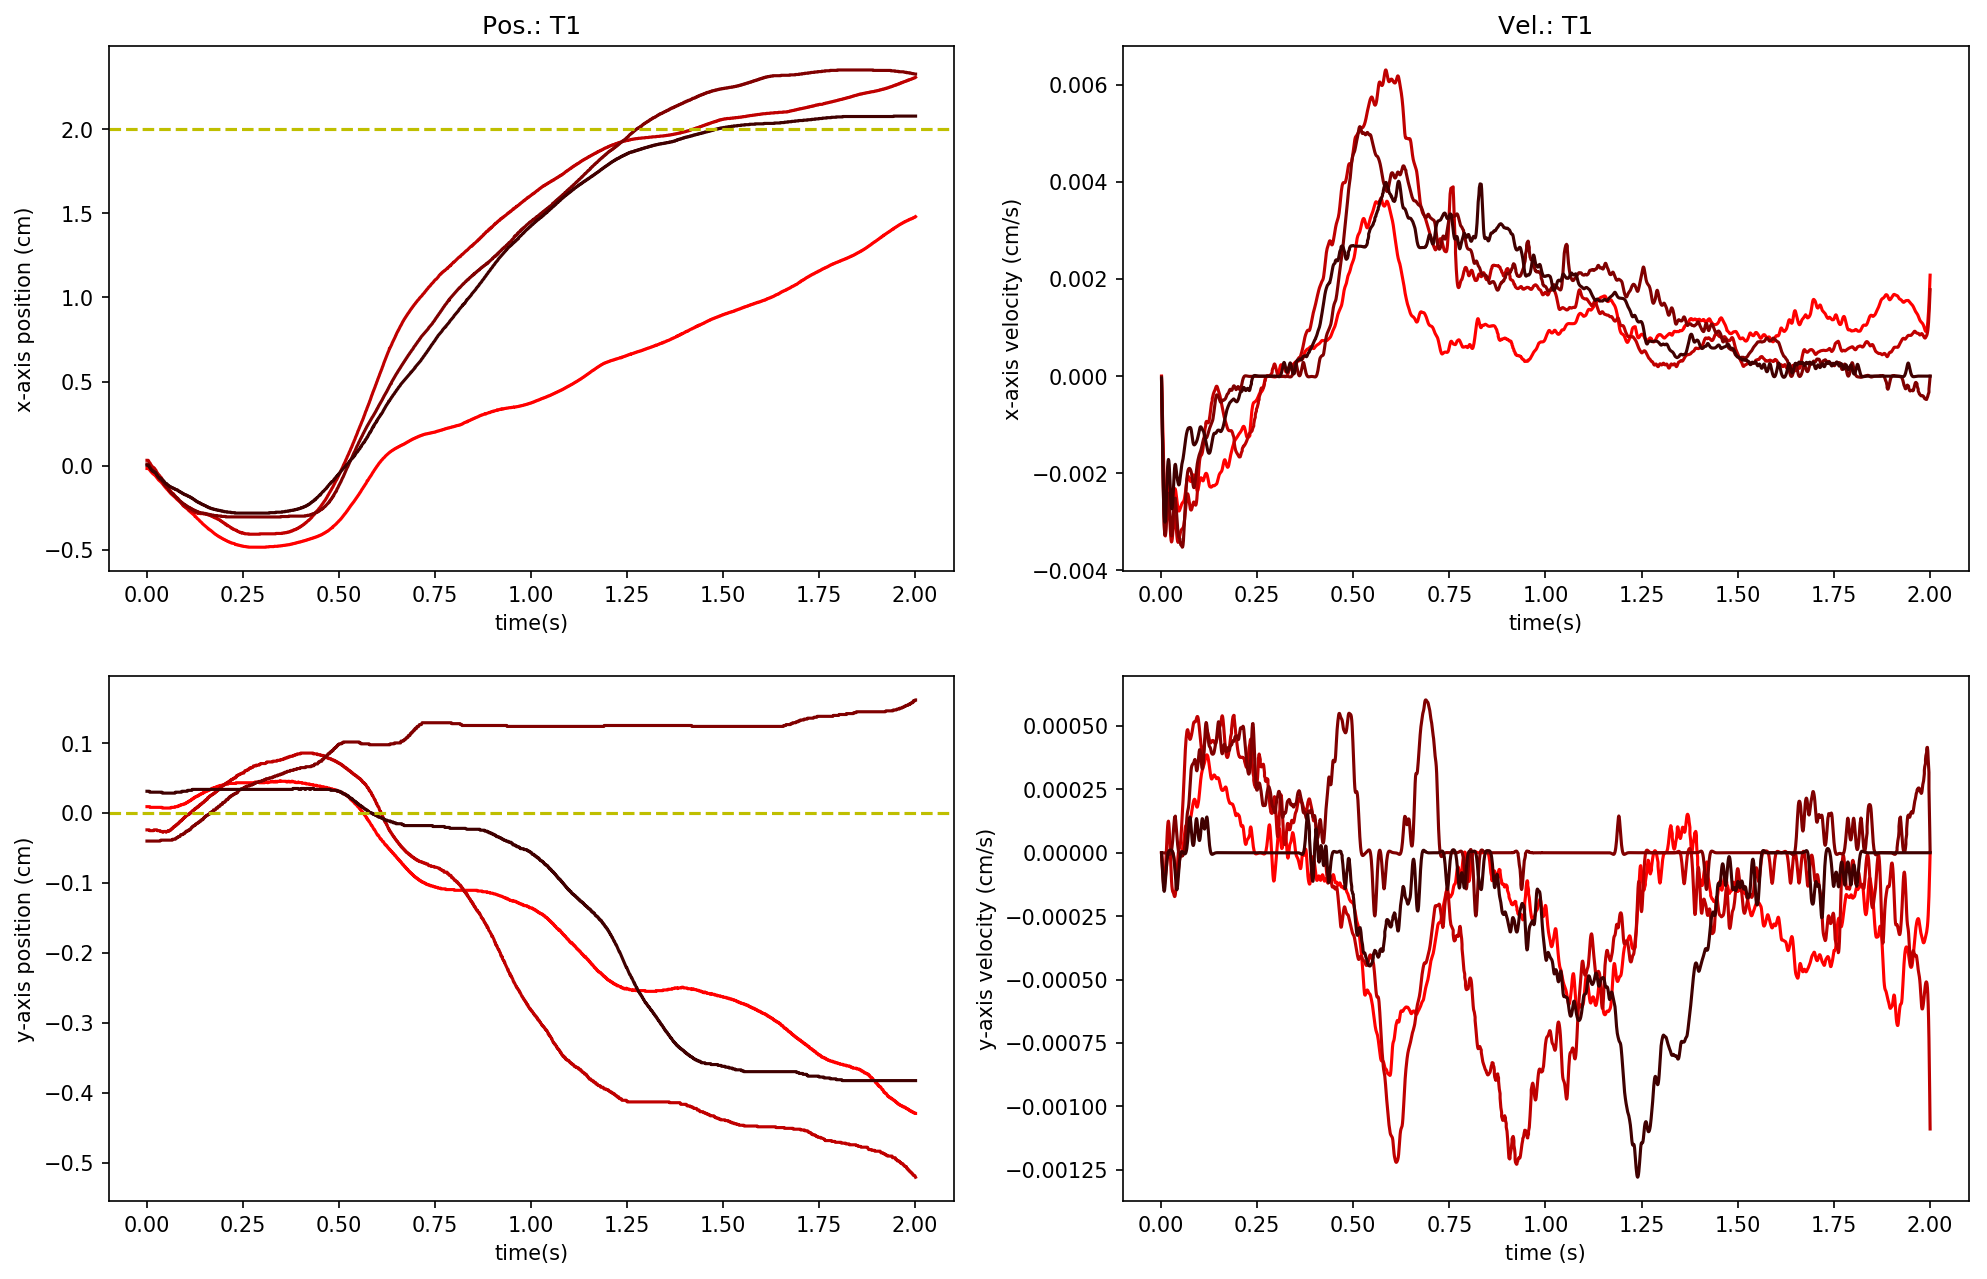 Pos.: T1
Vel.: T1
x-axis position (cm)
2.0
1.5
1.0
0.5
0.0
−0.5
0.00 0.25 0.50 0.75 1.00 1.25 1.50 1.75 2.00
time(s)
x-axis velocity (cm/s)
0.006
0.004
0.002
0.000
−0.002
−0.004
0.00 0.25 0.50 0.75 1.00 1.25 1.50 1.75 2.00
time(s)
y-axis position (cm)
0.1
0.0
−0.1
−0.2
−0.3
−0.4
−0.5
0.00 0.25 0.50 0.75 1.00 1.25 1.50 1.75 2.00
time(s)
y-axis velocity (cm/s)
0.00050
0.00025
0.00000
−0.00025
−0.00050
−0.00075
−0.00100
−0.00125
0.00 0.25 0.50 0.75 1.00 1.25 1.50 1.75 2.00
time (s)